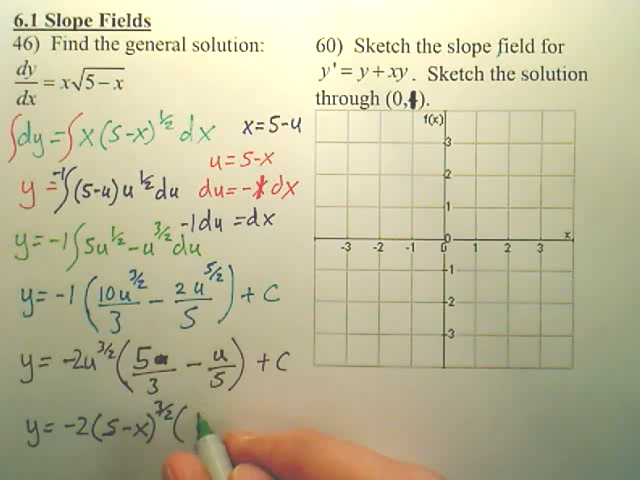 6.1 Slope Fields
46) Find the general solution:
dy/dx = x√(5-x)
∫dy = ∫x(5-x)^1/2 dx
x = 5-u
u = 5-x
y = -1∫(5-u)u^1/2 du
du = -1 dx
-1du = dx
y = -1∫5u^1/2 - u^3/2 du
y = -1(10u^3/2/3 - 2u^5/2/5) + C
y = -2u^3/2(5/3 - u/5) + C
y = -2(5-x)^3/2(
60) Sketch the slope field for
y' = y + xy. Sketch the solution
through (0,4).
f(x)
3
2
1
0
x
-3 -2 -1 0 1 2 3
-1
-2
-3